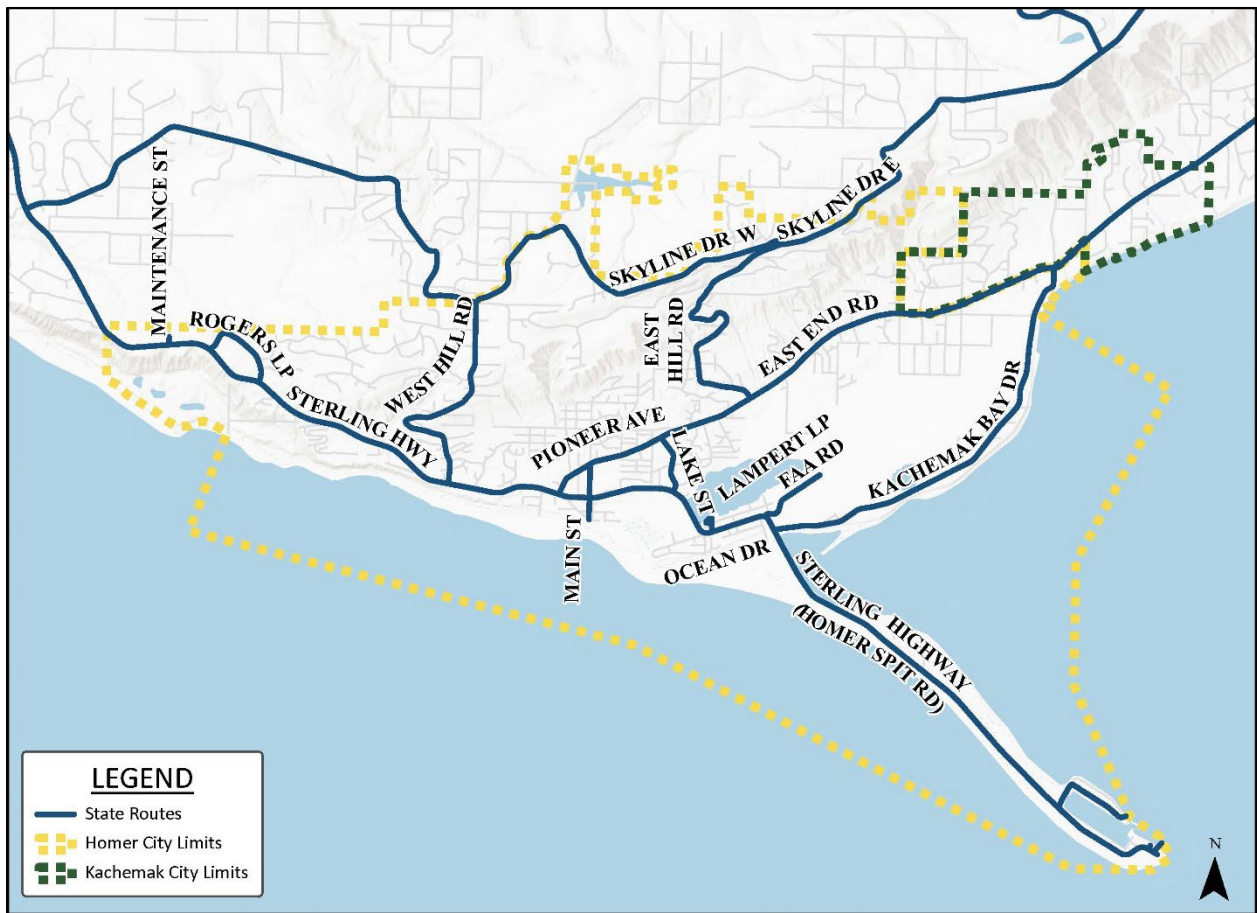 MAINTENANCE ST
ROGERS LP
STERLING HWY
WEST HILL RD
SKYLINE DR W
SKYLINE DR E
EAST
HILL RD
EAST END RD
PIONEER AVE
LAKE ST
LAMPERT LP
FAA RD
KACHEMAK BAY DR
MAIN ST
OCEAN DR
STERLING HIGHWAY
(HOMER SPIT RD)
LEGEND
State Routes
Homer City Limits
Kachemak City Limits
N